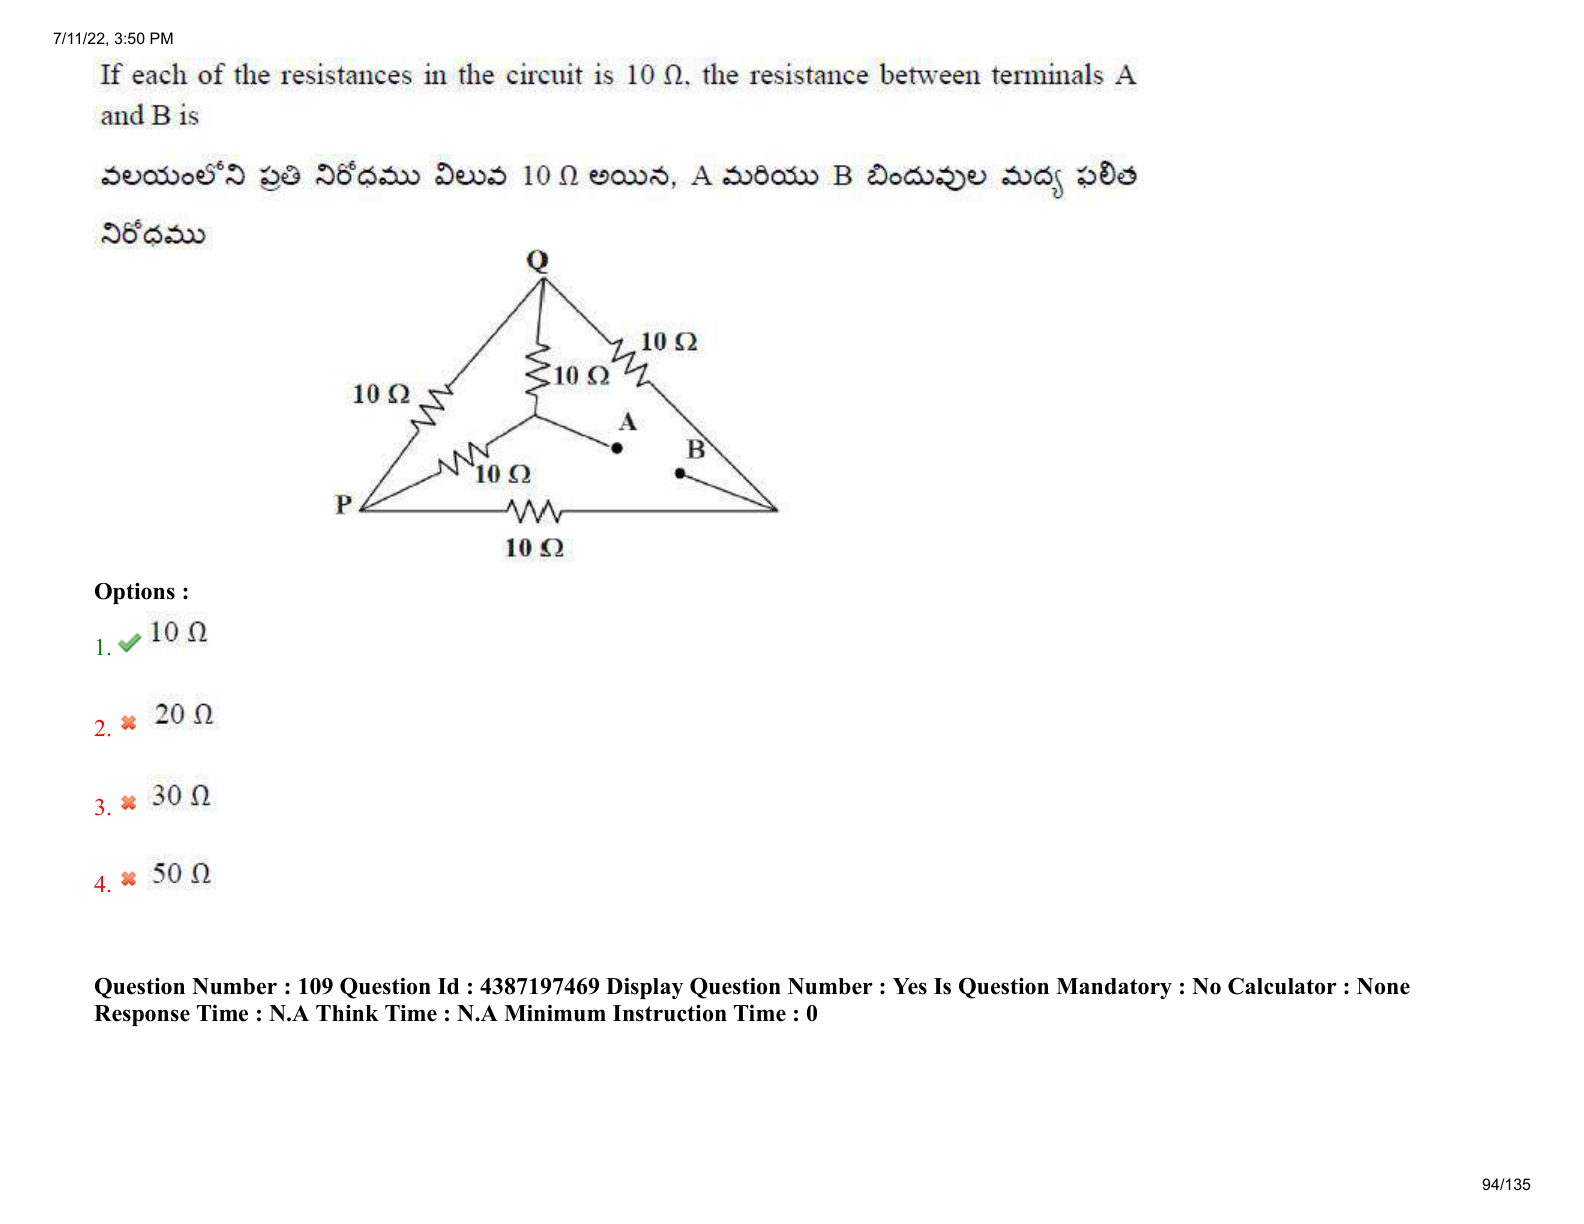 7/11/22, 3:50 PM
If each of the resistances in the circuit is 10 Ω, the resistance between terminals A
and B is
వలయంలోని ప్రతి నిరోధము విలువ 10 Ω అయిన, A మరియు B బిందువుల మధ్య ఫలిత
నిరోధము
Q
10 Ω
10 Ω
10 Ω
A
B
10 Ω
P
10 Ω
Options :
1. 10 Ω
2. 20 Ω
3. 30 Ω
4. 50 Ω
Question Number : 109 Question Id : 4387197469 Display Question Number : Yes Is Question Mandatory : No Calculator : None
Response Time : N.A Think Time : N.A Minimum Instruction Time : 0
94/135